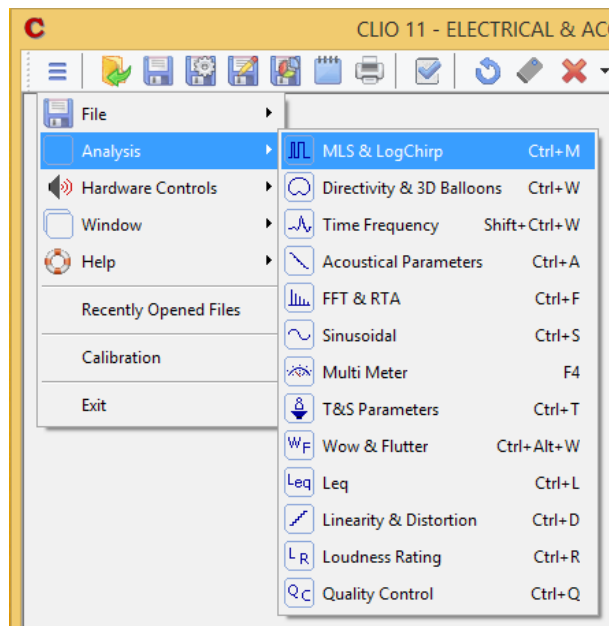 C CLIO 11 - ELECTRICAL & AC
File
Analysis
Hardware Controls
Window
Help
Recently Opened Files
Calibration
Exit
MLS & LogChirp Ctrl+M
Directivity & 3D Balloons Ctrl+W
Time Frequency Shift+Ctrl+W
Acoustical Parameters Ctrl+A
FFT & RTA Ctrl+F
Sinusoidal Ctrl+S
Multi Meter F4
T&S Parameters Ctrl+T
WF Wow & Flutter Ctrl+Alt+W
Leq Leq Ctrl+L
Linearity & Distortion Ctrl+D
LR Loudness Rating Ctrl+R
QC Quality Control Ctrl+Q